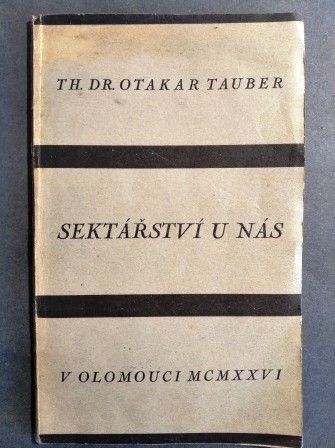 TH. DR. OTAKAR TAUBER
SEKTÁŘSTVÍ U NÁS
V OLOMOUCI MCMXXVI